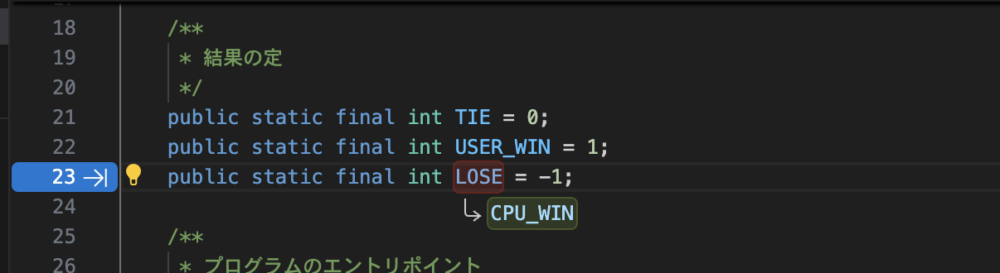 18 /**
19 * 結果の定
20 */
21 public static final int TIE = 0;
22 public static final int USER_WIN = 1;
23 public static final int LOSE = -1;
24 CPU_WIN
25 /**
26 * プログラムのエントリポイント